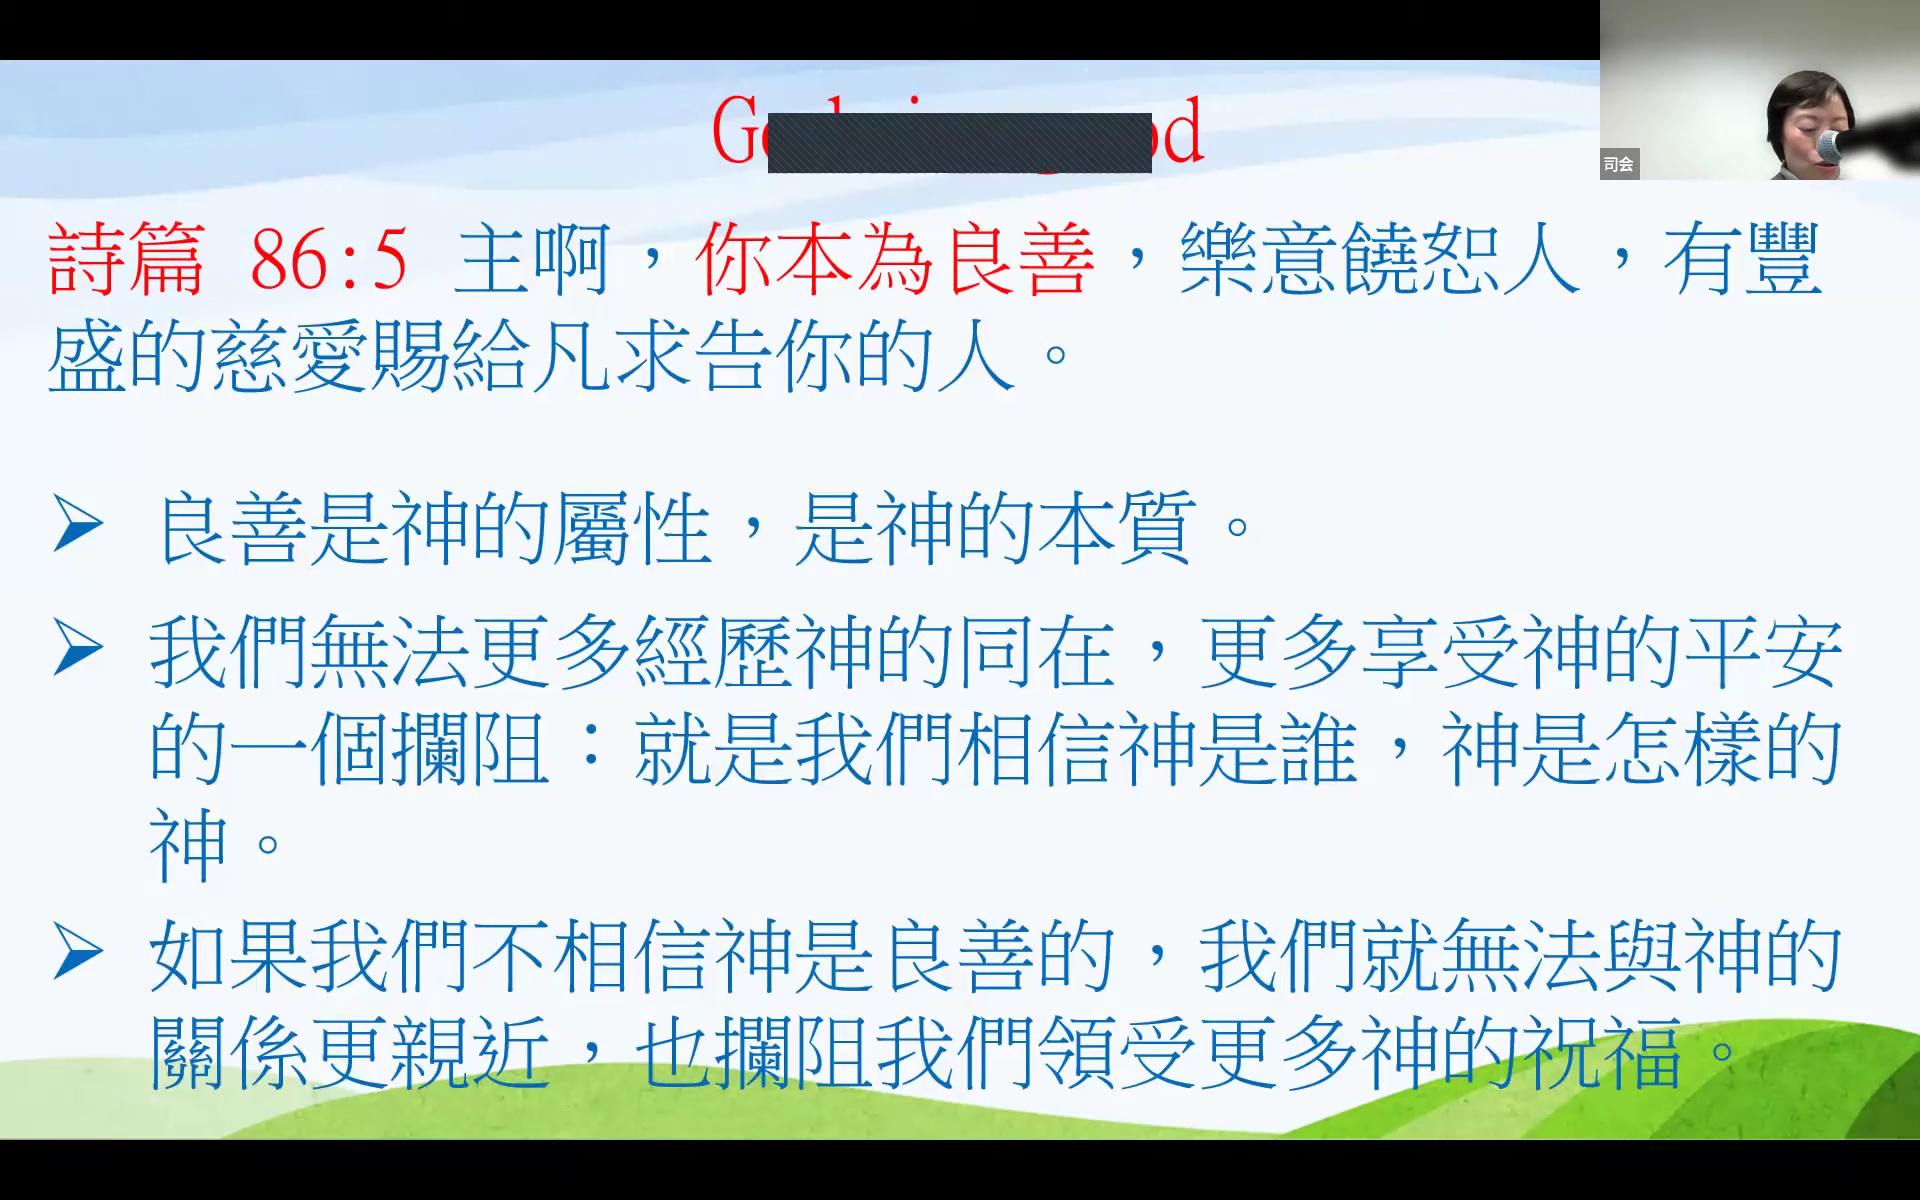 司会
詩篇 86:5 主啊，你本為良善，樂意饒恕人，有豐
盛的慈愛賜給凡求告你的人。
良善是神的屬性，是神的本質。
我們無法更多經歷神的同在，更多享受神的平安
的一個攔阻：就是我們相信神是誰，神是怎樣的
神。
如果我們不相信神是良善的，我們就無法與神的
關係更親近，也攔阻我們領受更多神的祝福。